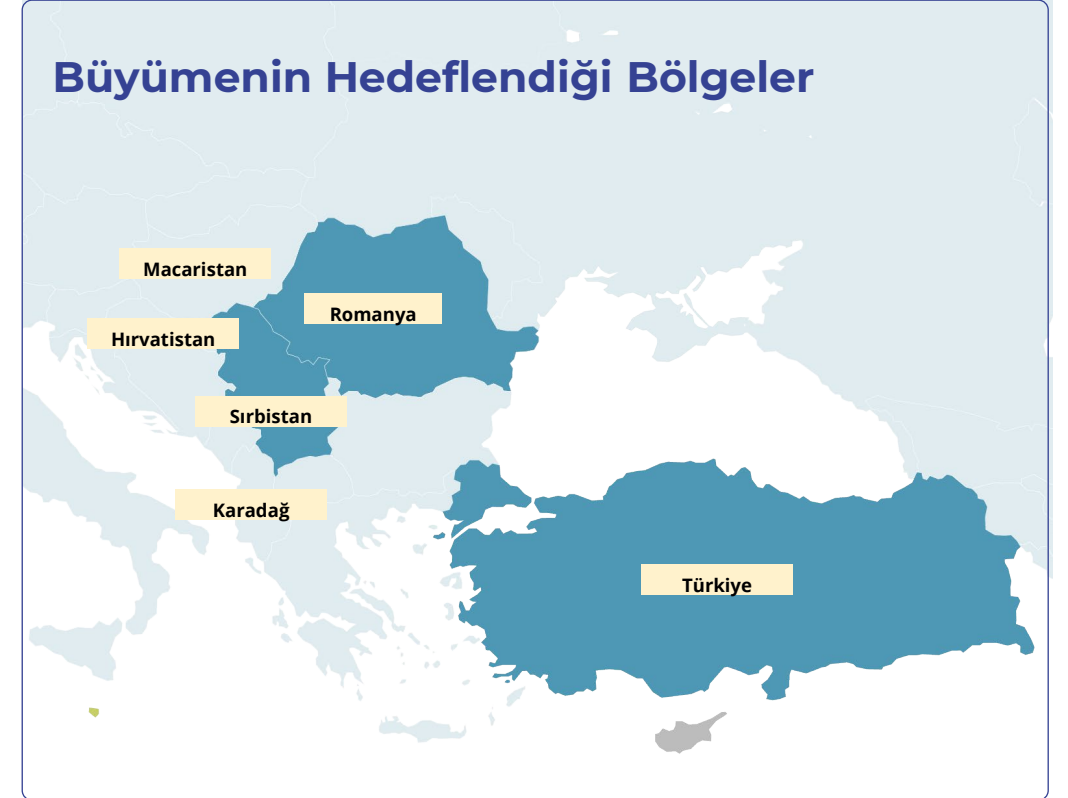 Büyümenin Hedeflendiği Bölgeler
Macaristan
Romanya
Hırvatistan
Sırbistan
Karadağ
Türkiye